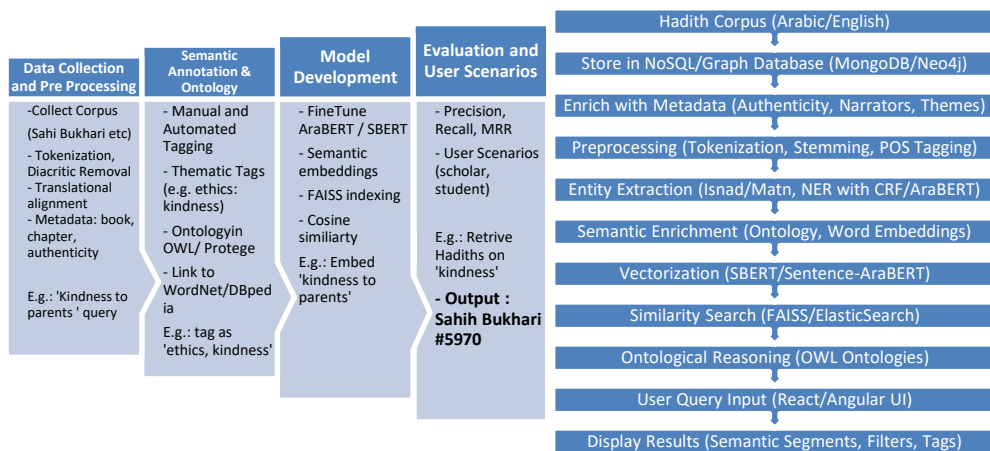 Data Collection
and Pre Processing
-Collect Corpus
(Sahi Bukhari etc)
- Tokenization,
Diacritic Removal
- Translational
alignment
- Metadata: book,
chapter,
authenticity
E.g.: 'Kindness to
parents ' query
Semantic
Annotation &
Ontology
- Manual and
Automated
Tagging
- Thematic Tags
(e.g. ethics:
kindness)
- Ontologyin
OWL/ Protege
- Link to
WordNet/DBped
ia
E.g.: tag as
'ethics, kindness'
Model
Development
- FineTune
AraBERT / SBERT
- Semantic
embeddings
- FAISS indexing
- Cosine
similiarty
E.g.: Embed
'kindness to
parents'
Evaluation and
User Scenarios
- Precision,
Recall, MRR
- User Scenarios
(scholar,
student)
E.g.: Retrive
Hadiths on
'kindness'
- Output :
Sahih Bukhari
#5970
Hadith Corpus (Arabic/English)
Store in NoSQL/Graph Database (MongoDB/Neo4j)
Enrich with Metadata (Authenticity, Narrators, Themes)
Preprocessing (Tokenization, Stemming, POS Tagging)
Entity Extraction (Isnad/Matn, NER with CRF/AraBERT)
Semantic Enrichment (Ontology, Word Embeddings)
Vectorization (SBERT/Sentence-AraBERT)
Similarity Search (FAISS/ElasticSearch)
Ontological Reasoning (OWL Ontologies)
User Query Input (React/Angular UI)
Display Results (Semantic Segments, Filters, Tags)